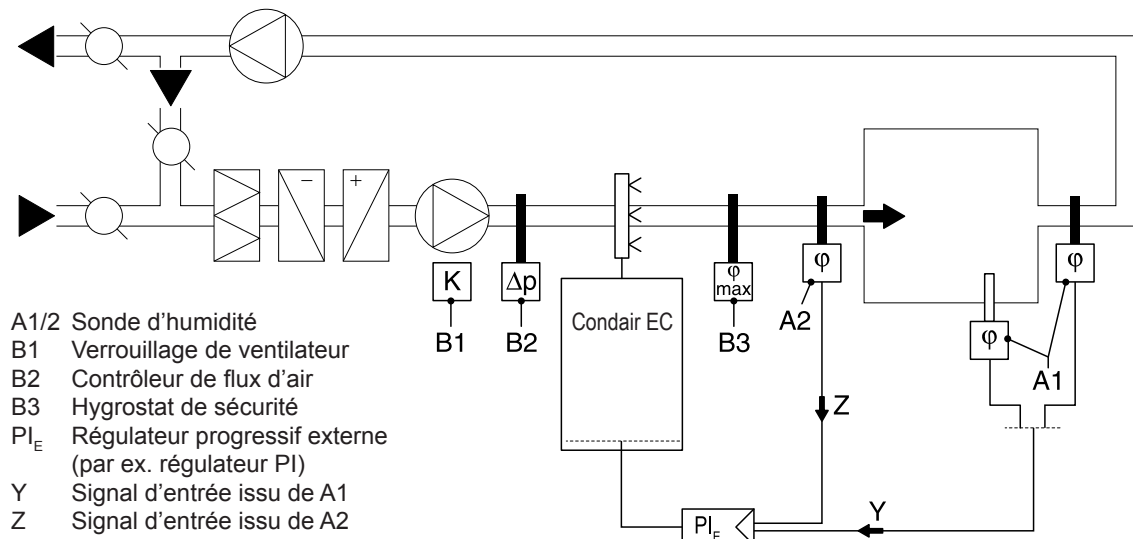 − +
K
Δp
φ
max
φ
φ
φ
Condair EC
B1
B2
B3
A2
A1
Z
Y
PI_E
A1/2 Sonde d'humidité
B1 Verrouillage de ventilateur
B2 Contrôleur de flux d'air
B3 Hygrostat de sécurité
PI_E Régulateur progressif externe
(par ex. régulateur PI)
Y Signal d'entrée issu de A1
Z Signal d'entrée issu de A2